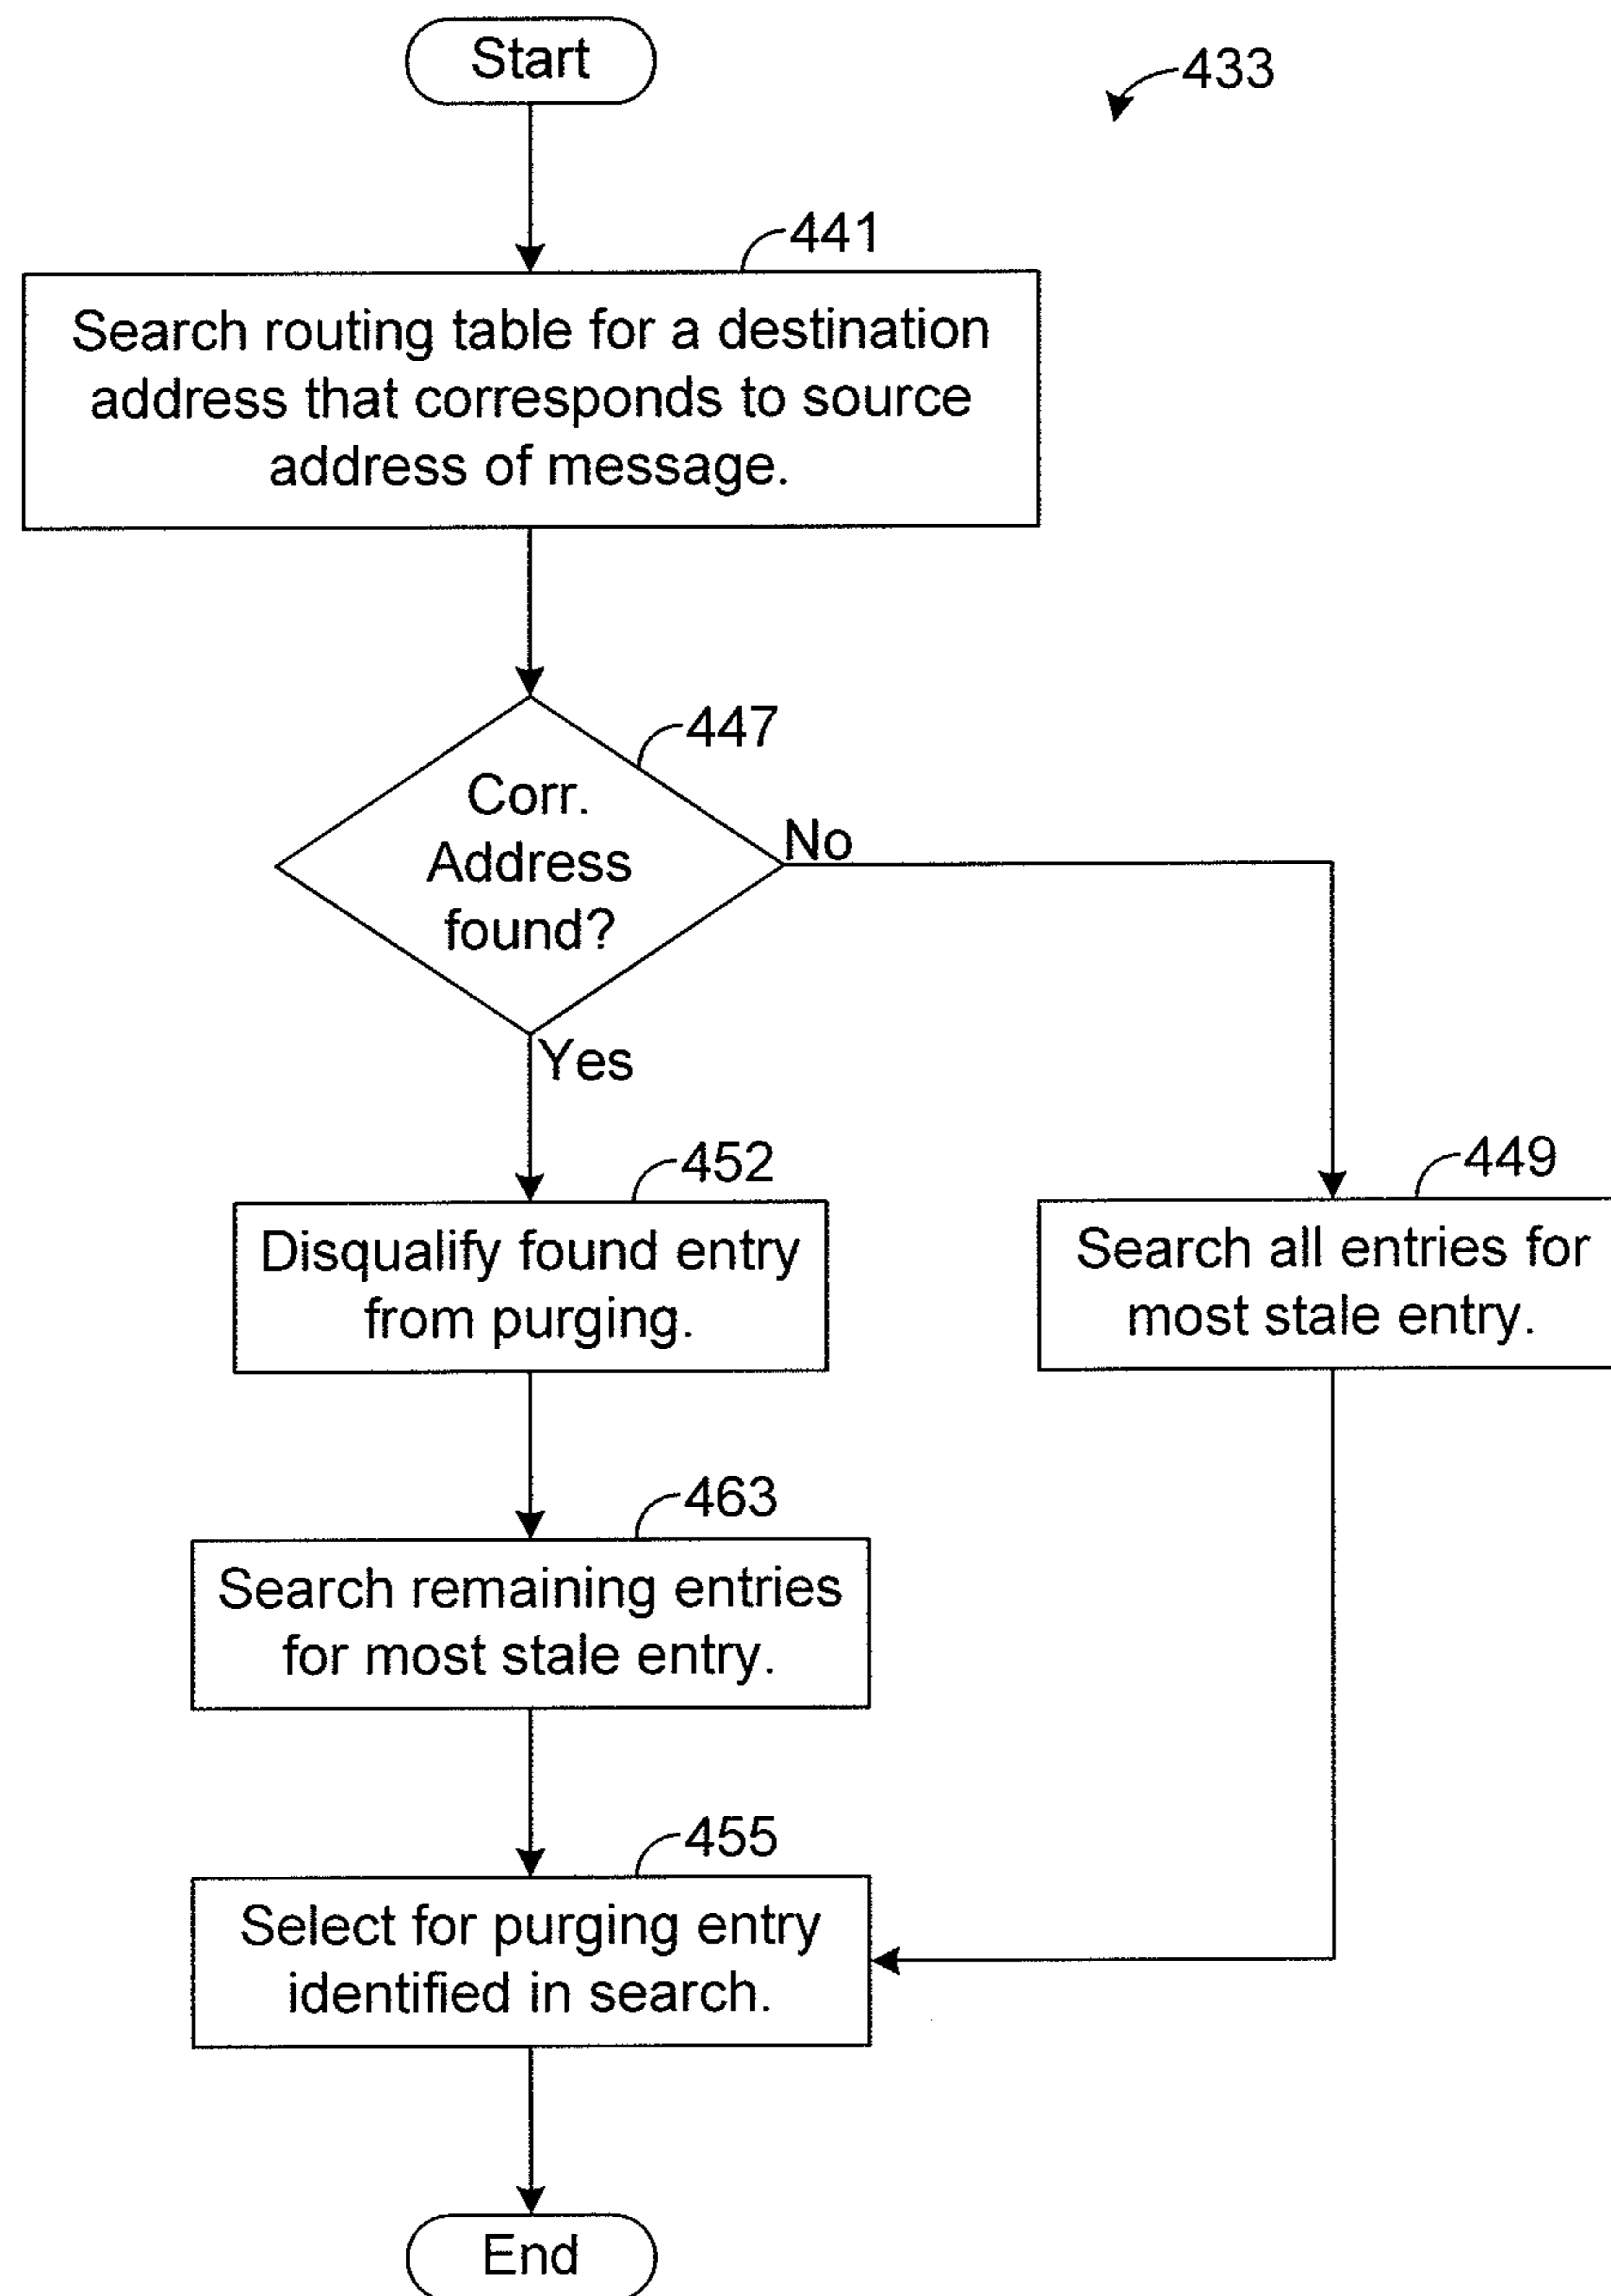 Start
433
441
Search routing table for a destination
address that corresponds to source
address of message.
447
Corr.
Address
found?
No
Yes
452
Disqualify found entry
from purging.
449
Search all entries for
most stale entry.
463
Search remaining entries
for most stale entry.
455
Select for purging entry
identified in search.
End